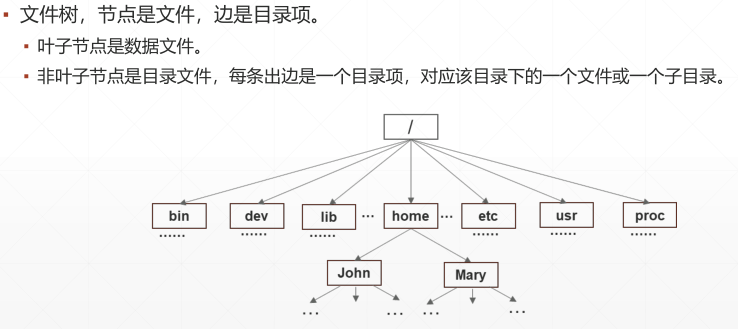 ▪ 文件树，节点是文件，边是目录项。
▪ 叶子节点是数据文件。
▪ 非叶子节点是目录文件，每条出边是一个目录项，对应该目录下的一个文件或一个子目录。
/
bin dev lib ··· home ··· etc usr proc
······ ······ ······ ······ ······ ······
John Mary
··· ··· ··· ···